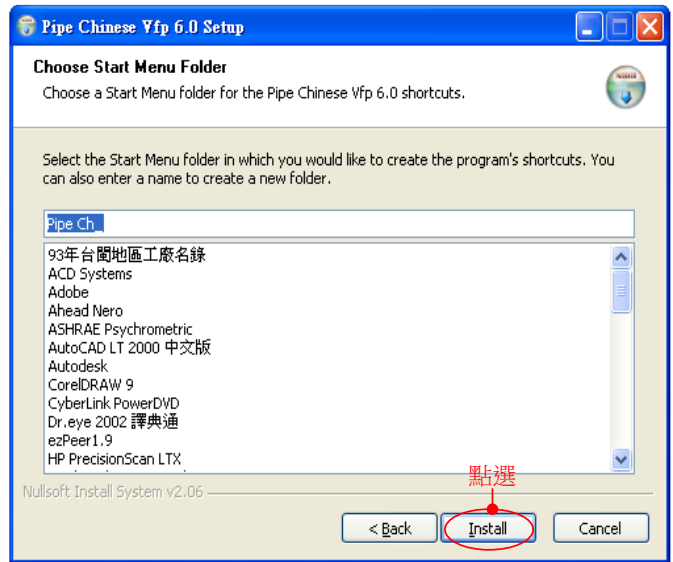 Pipe Chinese Vfp 6.0 Setup
Choose Start Menu Folder
Choose a Start Menu folder for the Pipe Chinese Vfp 6.0 shortcuts.
Select the Start Menu folder in which you would like to create the program's shortcuts. You
can also enter a name to create a new folder.
Pipe Ch_
93年台閩地區工廠名錄
ACD Systems
Adobe
Ahead Nero
ASHRAE Psychrometric
AutoCAD LT 2000 中文版
Autodesk
CorelDRAW 9
CyberLink PowerDVD
Dr.eye 2002 譯典通
ezPeer1.9
HP PrecisionScan LTX
點選
Nullsoft Install System v2.06
< Back
Install
Cancel